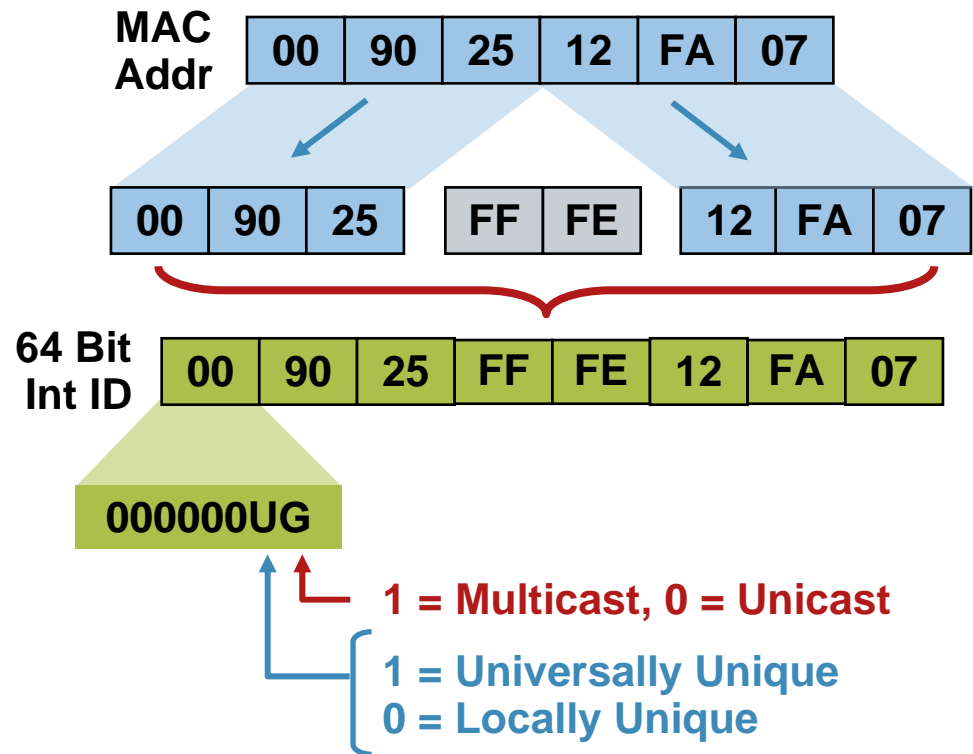 MAC
Addr
00 90 25 12 FA 07
00 90 25 FF FE 12 FA 07
64 Bit
Int ID
00 90 25 FF FE 12 FA 07
000000UG
1 = Multicast, 0 = Unicast
1 = Universally Unique
0 = Locally Unique